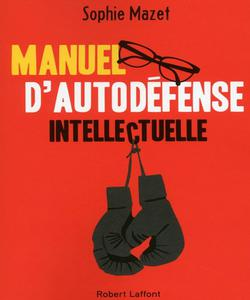 Sophie Mazet
MANUEL
D'AUTODÉFENSE
INTELLECTUELLE
Robert Laffont